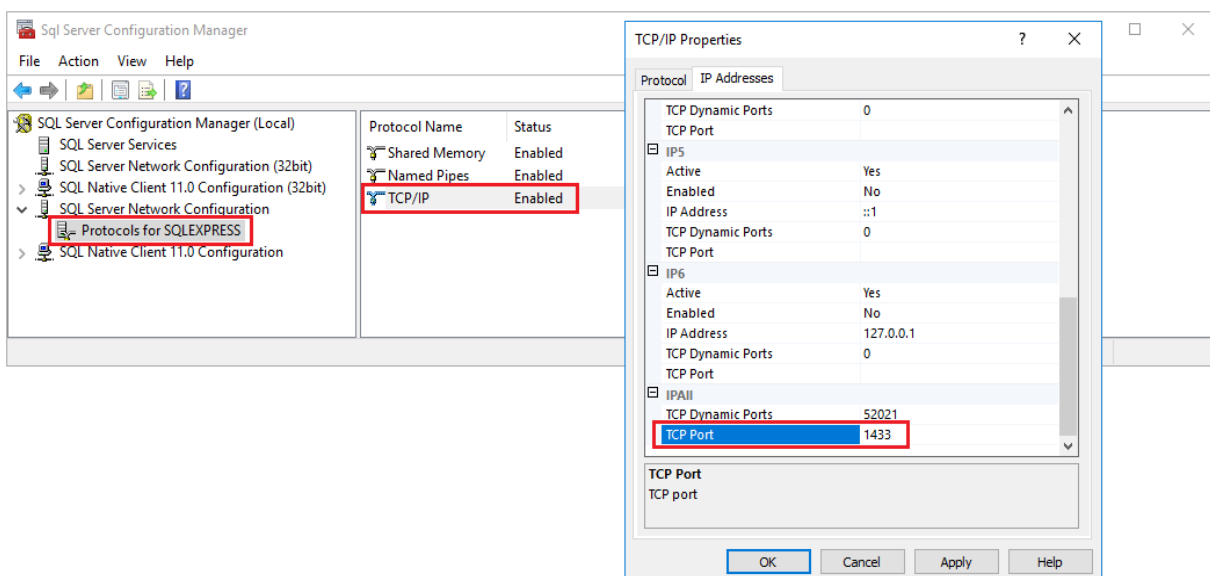 Sql Server Configuration Manager
File Action View Help
SQL Server Configuration Manager (Local)
SQL Server Services
SQL Server Network Configuration (32bit)
SQL Native Client 11.0 Configuration (32bit)
SQL Server Network Configuration
Protocols for SQLEXPRESS
SQL Native Client 11.0 Configuration
Protocol Name Status
Shared Memory Enabled
Named Pipes Enabled
TCP/IP Enabled
TCP/IP Properties
Protocol IP Addresses
TCP Dynamic Ports 0
TCP Port
IP5
Active Yes
Enabled No
IP Address ::1
TCP Dynamic Ports 0
TCP Port
IP6
Active Yes
Enabled No
IP Address 127.0.0.1
TCP Dynamic Ports 0
TCP Port
IPAll
TCP Dynamic Ports 52021
TCP Port 1433
TCP Port
TCP port
OK Cancel Apply Help